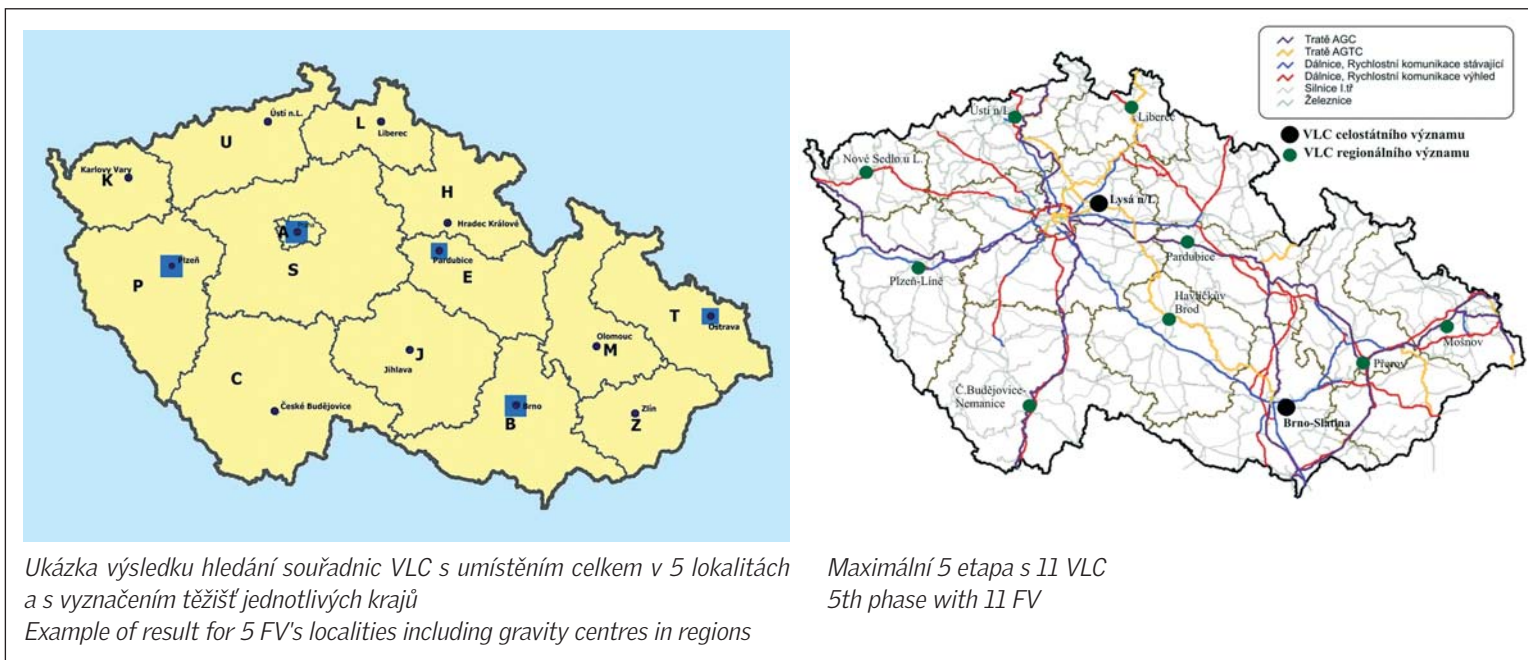 Ústí n.L.
L
Liberec
U
Karlovy Vary
K
H
Hradec Králové
A
Pardubice
Plzeň
P
S
E
T
Ostrava
Olomouc
M
J
Jihlava
C
České Budějovice
Brno
B
Zlín
Z
Tratě AGC
Tratě AGTC
Dálnice, Rychlostní komunikace stávající
Dálnice, Rychlostní komunikace výhled
Silnice I.tř
Železnice
VLC celostátního významu
VLC regionálního významu
Ústí n/L
Liberec
Nové Sedlo u L.
Lysá n/L.
Pardubice
Plzeň-Líně
Havlíčkův
Brod
Mošnov
Přerov
Č.Budějovice-
Nemanice
Brno-Slatina
Ukázka výsledku hledání souřadnic VLC s umístěním celkem v 5 lokalitách
a s vyznačením těžišť jednotlivých krajů
Example of result for 5 FV's localities including gravity centres in regions
Maximální 5 etapa s 11 VLC
5th phase with 11 FV